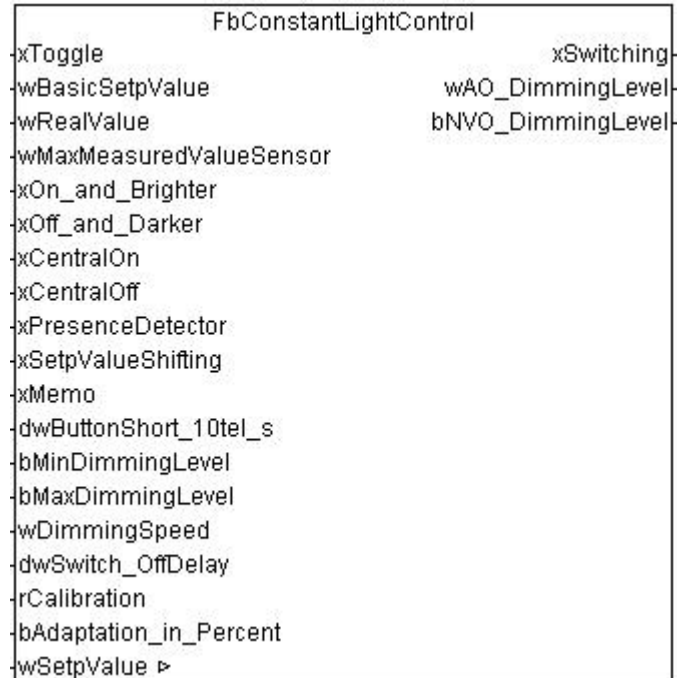 FbConstantLightControl
xToggle xSwitching
wBasicSetpValue wAO_DimmingLevel
wRealValue bNVO_DimmingLevel
wMaxMeasuredValueSensor
xOn_and_Brighter
xOff_and_Darker
xCentralOn
xCentralOff
xPresenceDetector
xSetpValueShifting
xMemo
dwButtonShort_10tel_s
bMinDimmingLevel
bMaxDimmingLevel
wDimmingSpeed
dwSwitch_OffDelay
rCalibration
bAdaptation_in_Percent
wSetpValue ▹